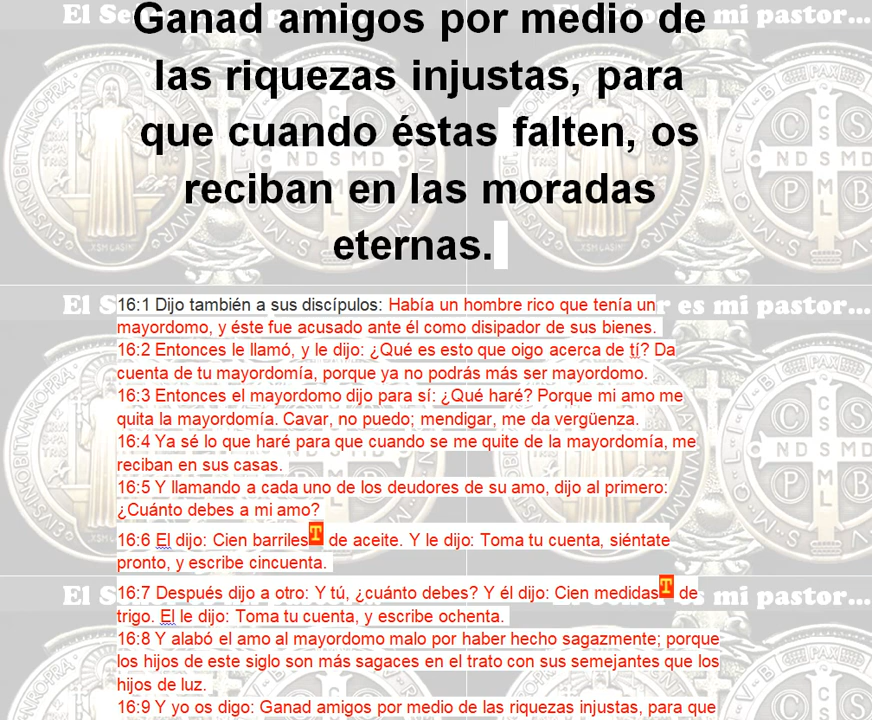 Ganad amigos por medio de
las riquezas injustas, para
que cuando éstas falten, os
reciban en las moradas
eternas.
16:1 Dijo también a sus discípulos: Había un hombre rico que tenía un
mayordomo, y éste fue acusado ante él como disipador de sus bienes.
16:2 Entonces le llamó, y le dijo: ¿Qué es esto que oigo acerca de tí? Da
cuenta de tu mayordomía, porque ya no podrás más ser mayordomo.
16:3 Entonces el mayordomo dijo para sí: ¿Qué haré? Porque mi amo me
quita la mayordomía. Cavar, no puedo; mendigar, me da vergüenza.
16:4 Ya sé lo que haré para que cuando se me quite de la mayordomía, me
reciban en sus casas.
16:5 Y llamando a cada uno de los deudores de su amo, dijo al primero:
¿Cuánto debes a mi amo?
16:6 El dijo: Cien barriles T de aceite. Y le dijo: Toma tu cuenta, siéntate
pronto, y escribe cincuenta.
16:7 Después dijo a otro: Y tú, ¿cuánto debes? Y él dijo: Cien medidas T de
trigo. El le dijo: Toma tu cuenta, y escribe ochenta.
16:8 Y alabó el amo al mayordomo malo por haber hecho sagazmente; porque
los hijos de este siglo son más sagaces en el trato con sus semejantes que los
hijos de luz.
16:9 Y yo os digo: Ganad amigos por medio de las riquezas injustas, para que